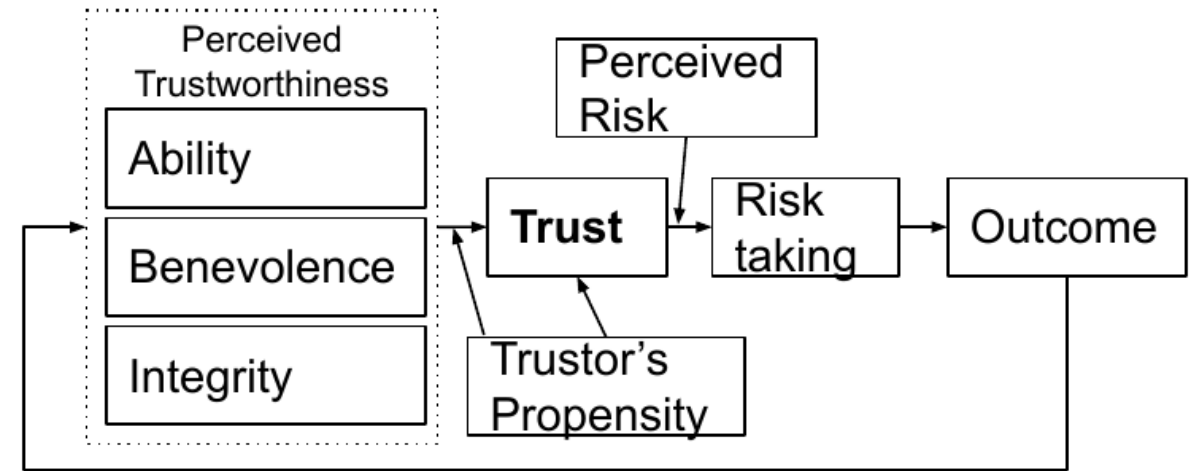 Perceived
Trustworthiness
Ability
Benevolence
Integrity
Trust
Perceived
Risk
Trustor’s
Propensity
Risk
taking
Outcome